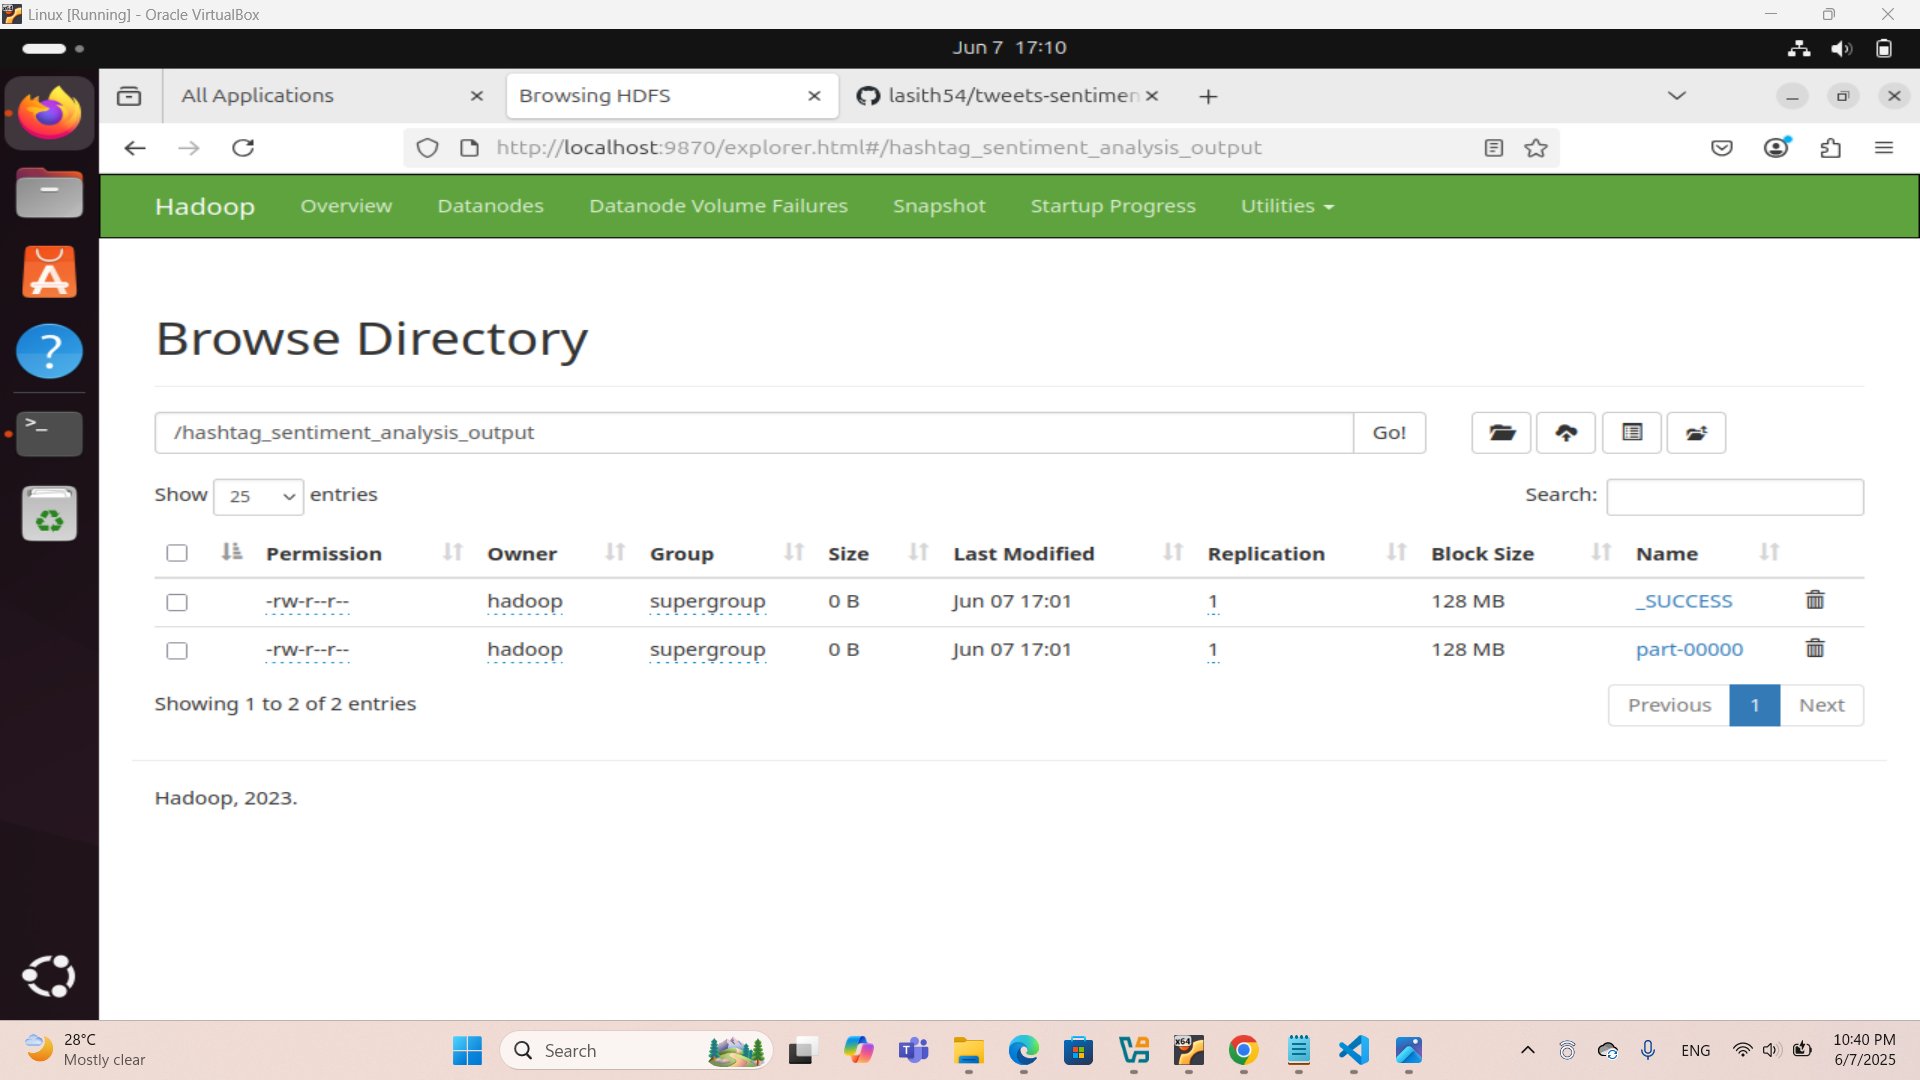 Linux [Running] - Oracle VirtualBox
Jun 7 17:10
All Applications
Browsing HDFS
lasith54/tweets-sentimen
http://localhost:9870/explorer.html#/hashtag_sentiment_analysis_output
Hadoop Overview Datanodes Datanode Volume Failures Snapshot Startup Progress Utilities
Browse Directory
/hashtag_sentiment_analysis_output Go!
Show 25 entries Search:
Permission Owner Group Size Last Modified Replication Block Size Name
-rw-r--r-- hadoop supergroup 0 B Jun 07 17:01 1 128 MB _SUCCESS
-rw-r--r-- hadoop supergroup 0 B Jun 07 17:01 1 128 MB part-00000
Showing 1 to 2 of 2 entries Previous 1 Next
Hadoop, 2023.
28°C
Mostly clear
Search
ENG
10:40 PM
6/7/2025